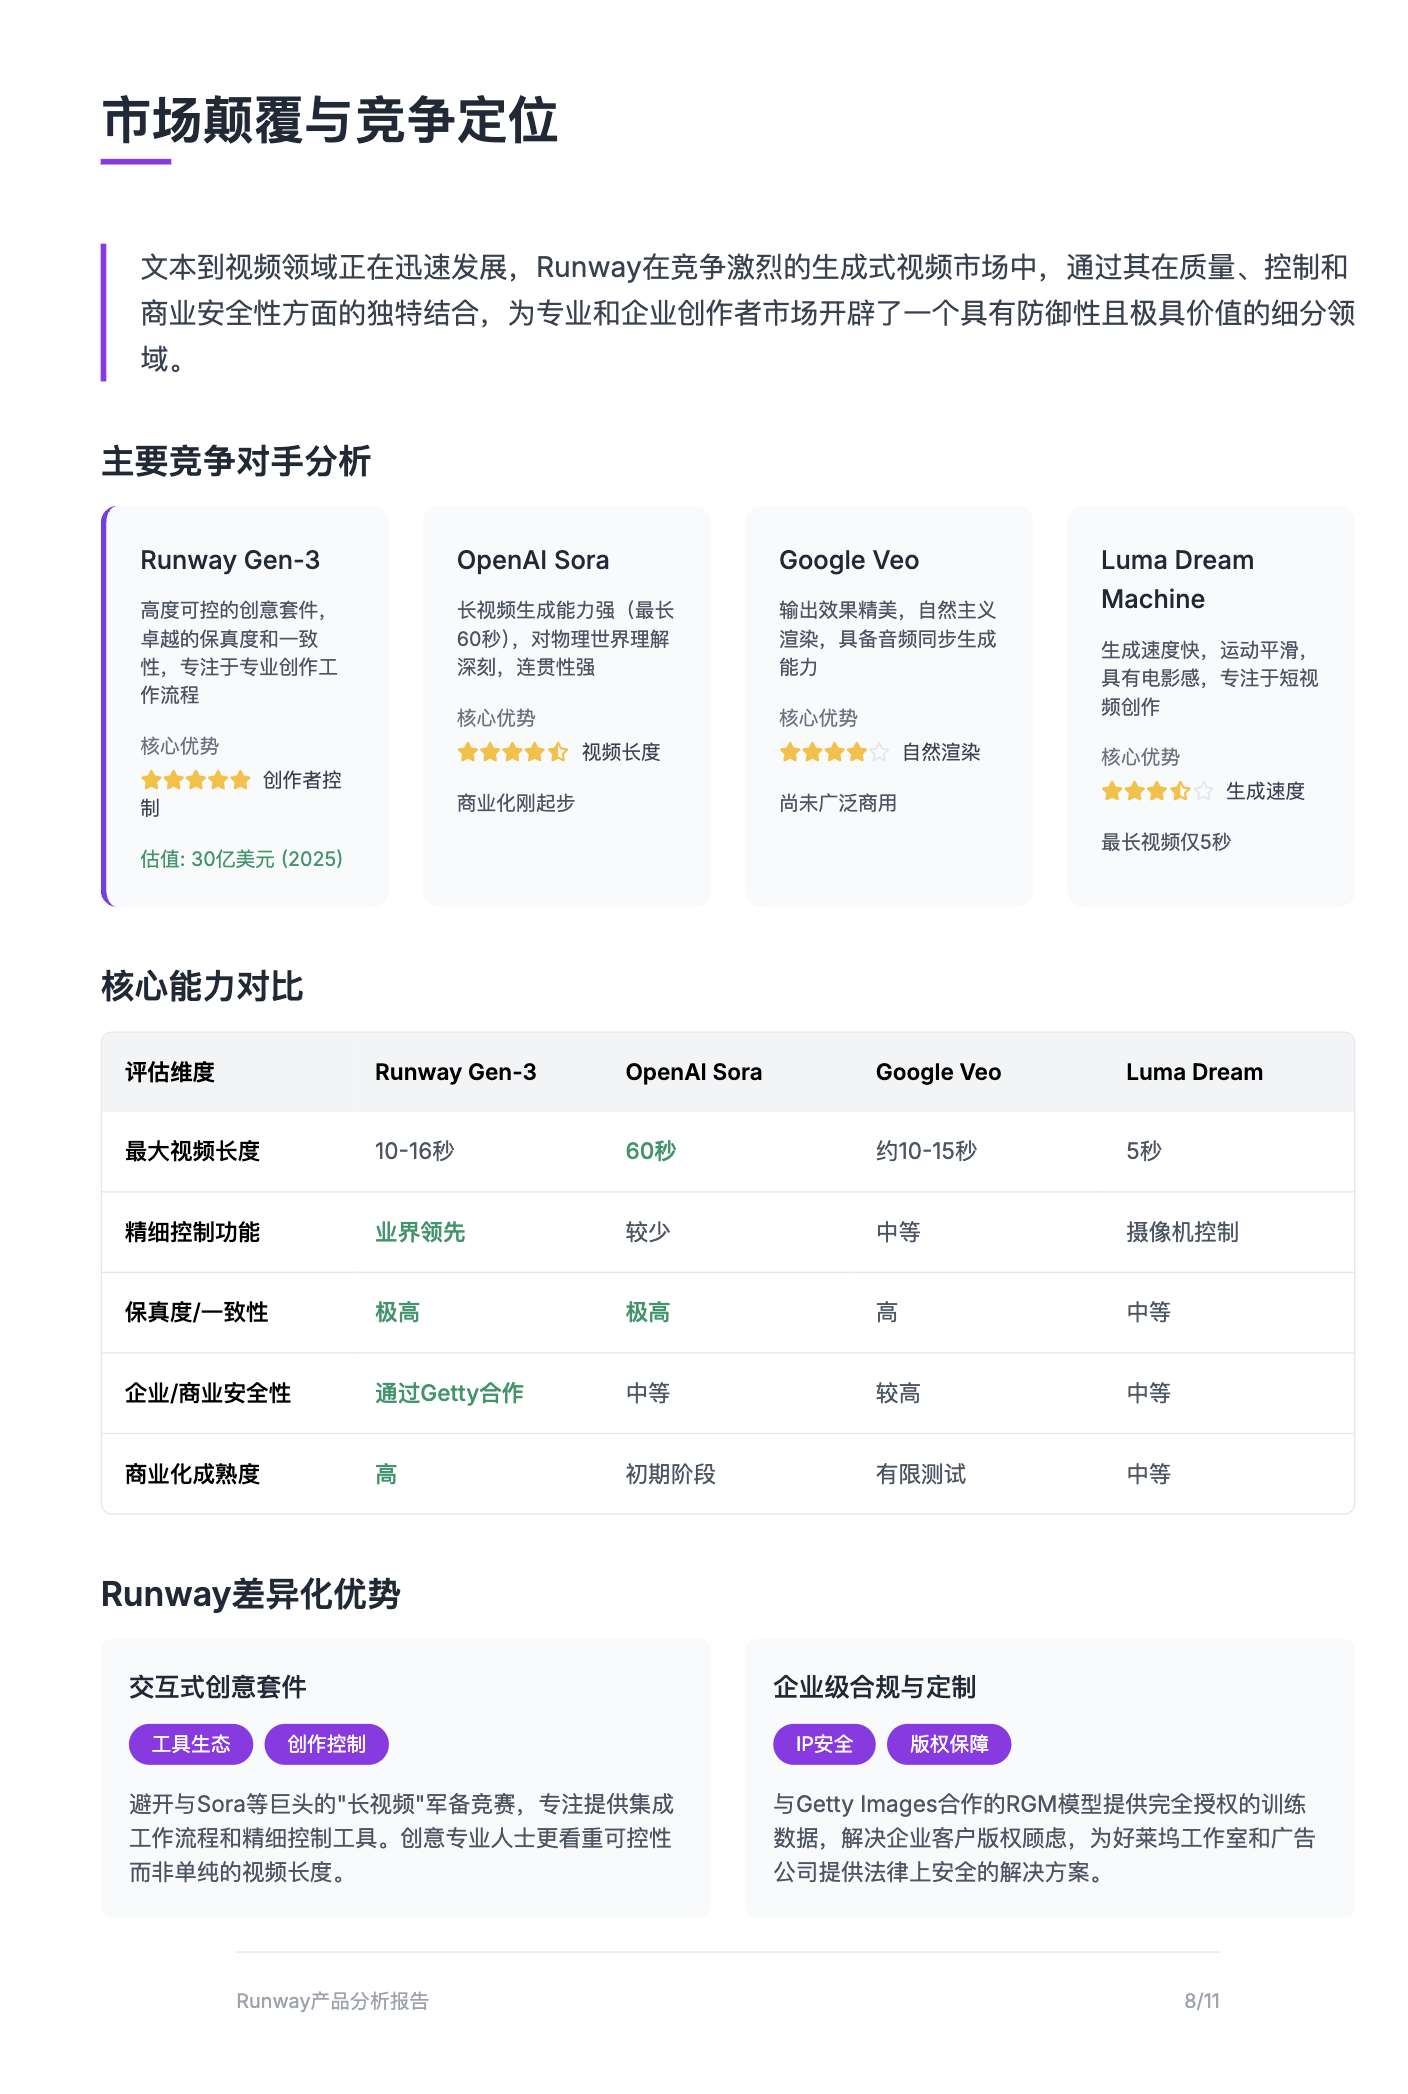 市场颠覆与竞争定位
文本到视频领域正在迅速发展，Runway在竞争激烈的生成式视频市场中，通过其在质量、控制和
商业安全性方面的独特结合，为专业和企业创作者市场开辟了一个具有防御性且极具价值的细分领
域。
主要竞争对手分析
Runway Gen-3
高度可控的创意套件，
卓越的保真度和一致
性，专注于专业创作工
作流程
核心优势
创作者控
制
估值: 30亿美元 (2025)
OpenAI Sora
长视频生成能力强（最长
60秒），对物理世界理解
深刻，连贯性强
核心优势
视频长度
商业化刚起步
Google Veo
输出效果精美，自然主义
渲染，具备音频同步生成
能力
核心优势
自然渲染
尚未广泛商用
Luma Dream
Machine
生成速度快，运动平滑，
具有电影感，专注于短视
频创作
核心优势
生成速度
最长视频仅5秒
核心能力对比
评估维度 Runway Gen-3 OpenAI Sora Google Veo Luma Dream
最大视频长度 10-16秒 60秒 约10-15秒 5秒
精细控制功能 业界领先 较少 中等 摄像机控制
保真度/一致性 极高 极高 高 中等
企业/商业安全性 通过Getty合作 中等 较高 中等
商业化成熟度 高 初期阶段 有限测试 中等
Runway差异化优势
交互式创意套件
工具生态 创作控制
避开与Sora等巨头的"长视频"军备竞赛，专注提供集成
工作流程和精细控制工具。创意专业人士更看重可控性
而非单纯的视频长度。
企业级合规与定制
IP安全 版权保障
与Getty Images合作的RGM模型提供完全授权的训练
数据，解决企业客户版权顾虑，为好莱坞工作室和广告
公司提供法律上安全的解决方案。
Runway产品分析报告 8/11